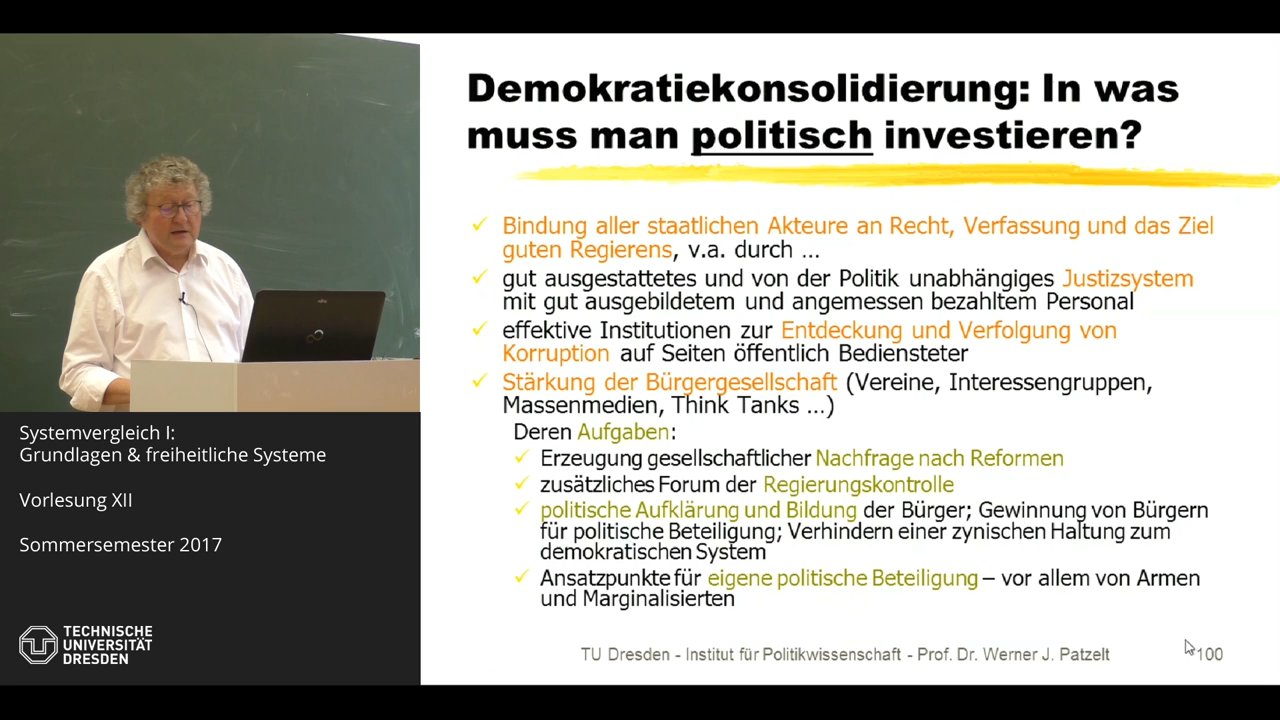 Demokratiekonsolidierung: In was
muss man politisch investieren?
Bindung aller staatlichen Akteure an Recht, Verfassung und das Ziel
guten Regierens, v.a. durch ...
gut ausgestattetes und von der Politik unabhängiges Justizsystem
mit gut ausgebildetem und angemessen bezahltem Personal
effektive Institutionen zur Entdeckung und Verfolgung von
Korruption auf Seiten öffentlich Bediensteter
Stärkung der Bürgergesellschaft (Vereine, Interessengruppen,
Massenmedien, Think Tanks ...)
Deren Aufgaben:
Erzeugung gesellschaftlicher Nachfrage nach Reformen
zusätzliches Forum der Regierungskontrolle
politische Aufklärung und Bildung der Bürger; Gewinnung von Bürgern
für politische Beteiligung; Verhindern einer zynischen Haltung zum
demokratischen System
Ansatzpunkte für eigene politische Beteiligung – vor allem von Armen
und Marginalisierten
TU Dresden - Institut für Politikwissenschaft - Prof. Dr. Werner J. Patzelt
100
Systemvergleich I:
Grundlagen & freiheitliche Systeme
Vorlesung XII
Sommersemester 2017
TECHNISCHE
UNIVERSITÄT
DRESDEN